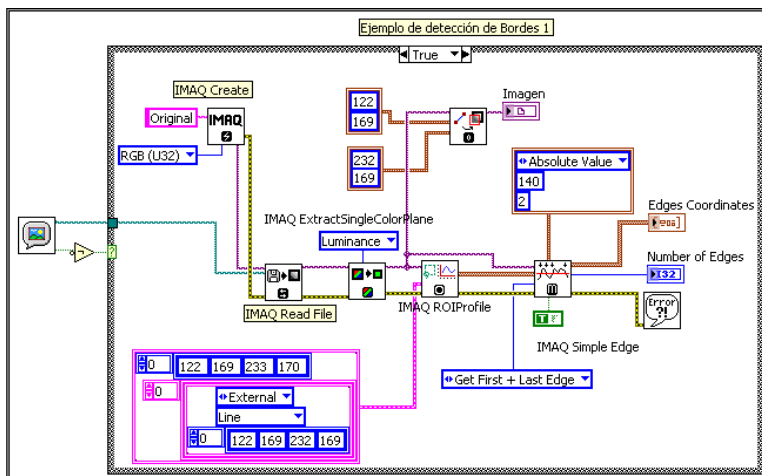 Ejemplo de detección de Bordes 1
True
IMAQ Create
Original
IMAQ
RGB (U32)
122
169
232
169
Imagen
Absolute Value
140
2
Edges Coordinates
IMAQ ExtractSingleColorPlane
Luminance
Number of Edges
I32
IMAQ Read File
IMAQ ROIProfile
Error
?!
T
IMAQ Simple Edge
Get First + Last Edge
0
122 169 233 170
0
External
Line
0
122 169 232 169